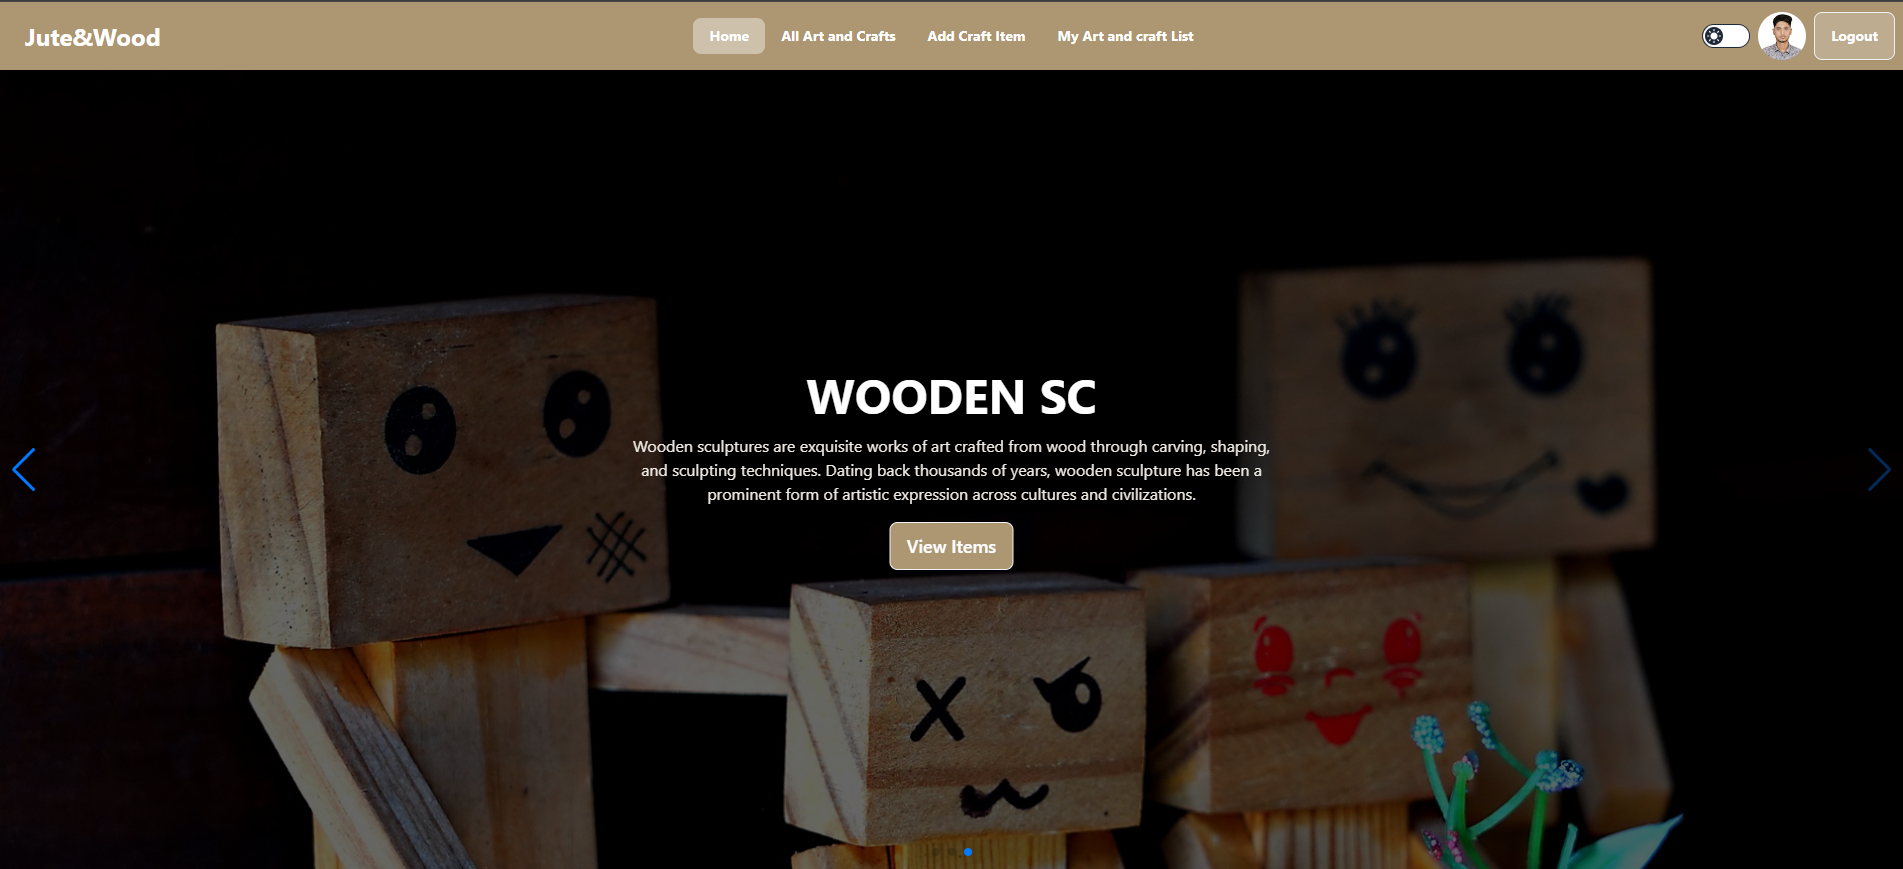 Jute&Wood
Home
All Art and Crafts
Add Craft Item
My Art and craft List
Logout
WOODEN SC
Wooden sculptures are exquisite works of art crafted from wood through carving, shaping,
and sculpting techniques. Dating back thousands of years, wooden sculpture has been a
prominent form of artistic expression across cultures and civilizations.
View Items